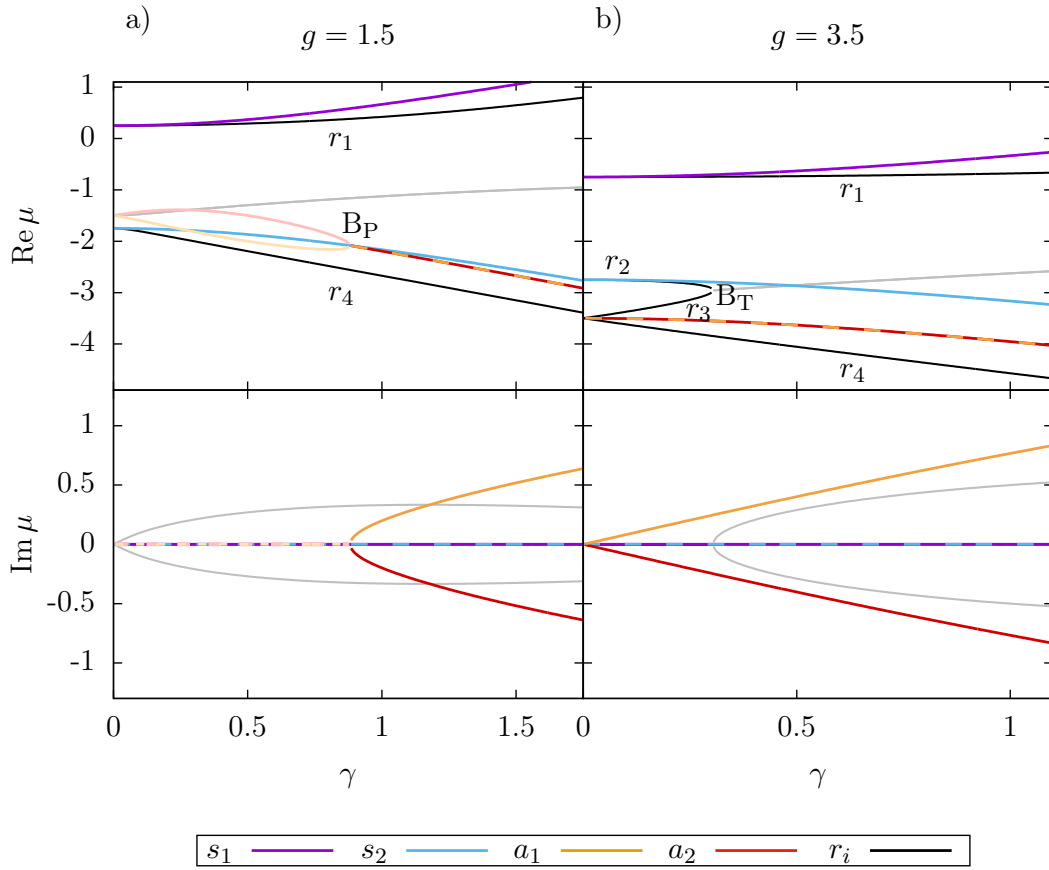 a)
b)
g = 1.5
g = 3.5
1
0
-1
-2
-3
-4
Re μ
r₁
B_P
r₄
r₁
r₂
B_T
r₃
r₄
1
0.5
0
-0.5
-1
Im μ
0
0.5
1
1.5
0
0.5
1
γ
γ
s₁ s₂ a₁ a₂ rᵢ